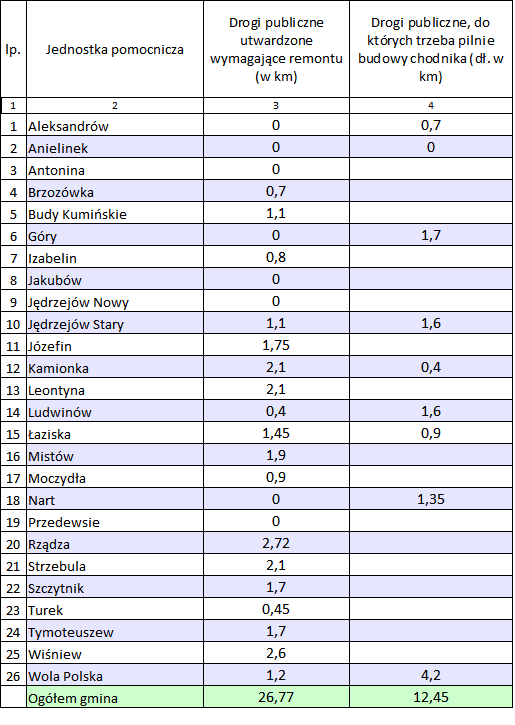 lp. Jednostka pomocnicza Drogi publiczne utwardzone wymagające remontu (w km) Drogi publiczne, do których trzeba pilnie budowy chodnika (dł. w km)
1 2 3 4
1 Aleksandrów 0 0,7
2 Anielinek 0 0
3 Antonina 0
4 Brzozówka 0,7
5 Budy Kumińskie 1,1
6 Góry 0 1,7
7 Izabelin 0,8
8 Jakubów 0
9 Jędrzejów Nowy 0
10 Jędrzejów Stary 1,1 1,6
11 Józefin 1,75
12 Kamionka 2,1 0,4
13 Leontyna 2,1
14 Ludwinów 0,4 1,6
15 Łaziska 1,45 0,9
16 Mistów 1,9
17 Moczydła 0,9
18 Nart 0 1,35
19 Przedewsie 0
20 Rządza 2,72
21 Strzebula 2,1
22 Szczytnik 1,7
23 Turek 0,45
24 Tymoteuszew 1,7
25 Wiśniew 2,6
26 Wola Polska 1,2 4,2
Ogółem gmina 26,77 12,45